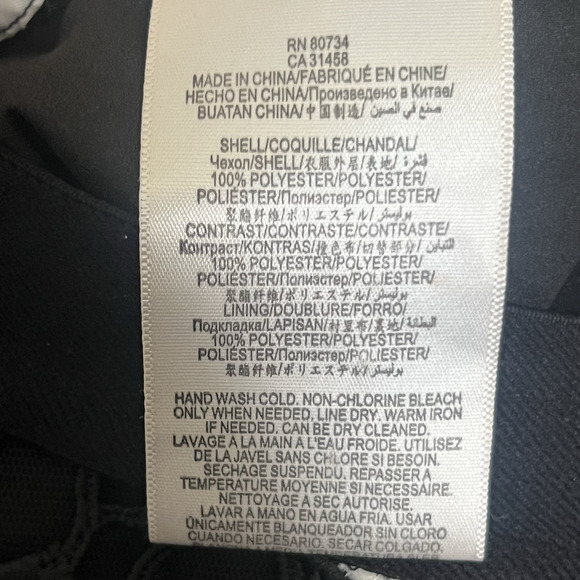 RN 80734
CA 31458
MADE IN CHINA/FABRIQUÉ EN CHINE/
HECHO EN CHINA/Произведено в Китае/
BUATAN CHINA/中国制造/ صنع في الصين
SHELL/COQUILLE/CHANDAL/
Чехол/SHELL/衣服外层/表地/ قشرة
100% POLYESTER/POLYESTER/
POLIÉSTER/Полиэстер/POLIESTER/
聚酯纤维/ポリエステル/ بوليستر
CONTRAST/CONTRASTE/CONTRASTE/
Контраст/KONTRAS/撞色布/切替部分/ التباين
100% POLYESTER/POLYESTER/
POLIÉSTER/Полиэстер/POLIESTER/
聚酯纤维/ポリエステル/ بوليستر
LINING/DOUBLURE/FORRO/
Подкладка/LAPISAN/衬里布/裏地/ البطانة
100% POLYESTER/POLYESTER/
POLIÉSTER/Полиэстер/POLIESTER/
聚酯纤维/ポリエステル/ بوليستر
HAND WASH COLD. NON-CHLORINE BLEACH
ONLY WHEN NEEDED. LINE DRY. WARM IRON
IF NEEDED. CAN BE DRY CLEANED.
LAVAGE A LA MAIN A L'EAU FROIDE. UTILISEZ
DE LA JAVEL SANS CHLORE SI BESOIN.
SECHAGE SUSPENDU. REPASSER A
TEMPERATURE MOYENNE SI NECESSAIRE.
NETTOYAGE A SEC AUTORISE.
LAVAR A MANO EN AGUA FRIA. USAR
ÚNICAMENTE BLANQUEADOR SIN CLORO
CUANDO NECESARIO. SECAR COLGADO.